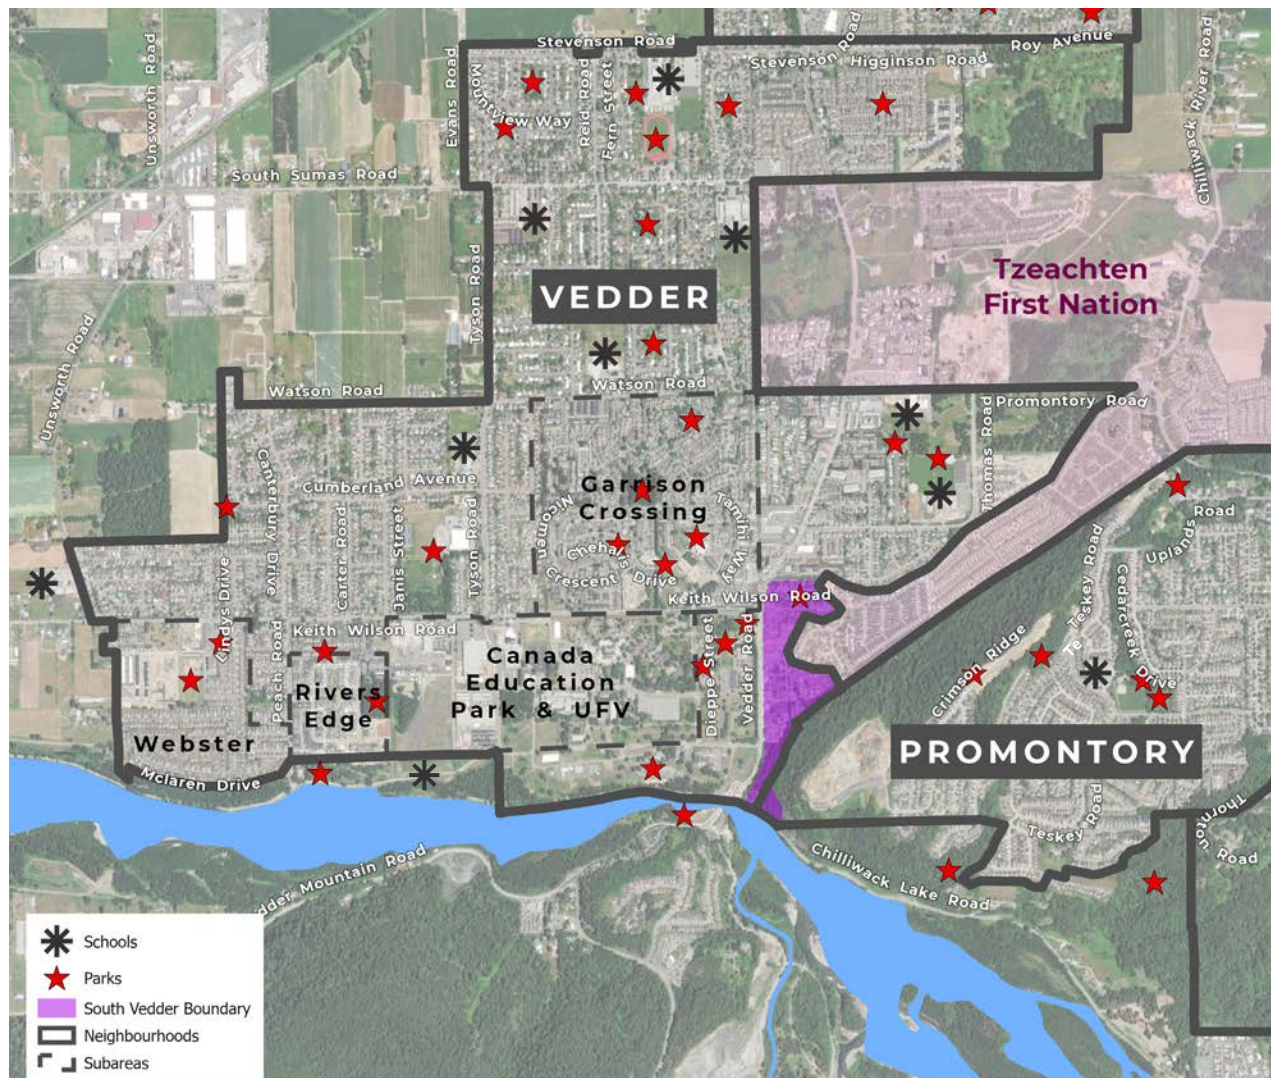 Stevenson Road
Roy Avenue
Stevenson Road
Higginson Road
Unsworth Road
Evans Road
Mountview Way
Reid Road
Fern Street
Chilliwack River Road
South Sumas Road
Tyson Road
VEDDER
Tzeachten
First Nation
Unsworth Road
Watson Road
Watson Road
Promontory Road
Thomas Road
Canterbury Drive
Cumberland Avenue
Garrison
Crossing
Nicomen
Tamihi Way
Carter Road
Janis Street
Tyson Road
Chehalis Drive
Crescent
Uplands Road
Teskey Road
Te
Cedarcreek Drive
Lindys Drive
Keith Wilson Road
Keith Wilson Road
Peech Road
Canada
Education
Park & UFV
Dieppe Street
Vedder Road
Crimson Ridge
Rivers
Edge
Webster
PROMONTORY
Mclaren Drive
Teskey Road
Thornton Road
Chilliwack Lake Road
dder Mountain Road
Schools
Parks
South Vedder Boundary
Neighbourhoods
Subareas